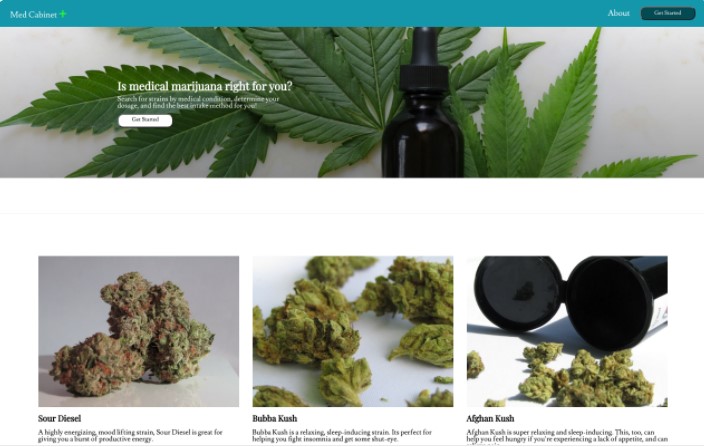 Med Cabinet
About
Get Started
Is medical marijuana right for you?
Search for strains by medical condition, determine your
dosage, and find the best intake method for you!
Get Started
Sour Diesel
A highly energizing, mood lifting strain, Sour Diesel is great for
giving you a burst of productive energy.
Bubba Kush
Bubba Kush is a relaxing, sleep-inducing strain. Its perfect for
helping you fight insomnia and get some shut-eye.
Afghan Kush
Afghan Kush is super relaxing and sleep-inducing. This, too, can
help you feel hungry if you're experiencing a lack of appetite, and can